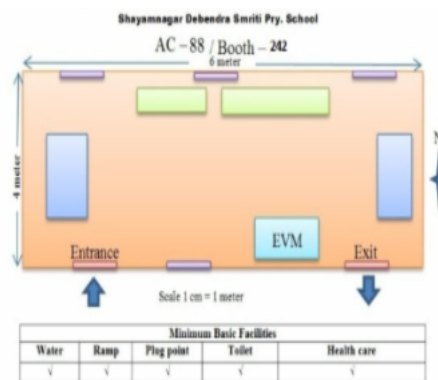 Shayamnagar Debendra Smriti Pry. School
AC – 88 / Booth – 242
6 meter
4 meter
N
EVM
Entrance
Exit
Scale 1 cm = 1 meter
Minimum Basic Facilities
Water Ramp Plug point Toilet Health care
√ √ √ √ √